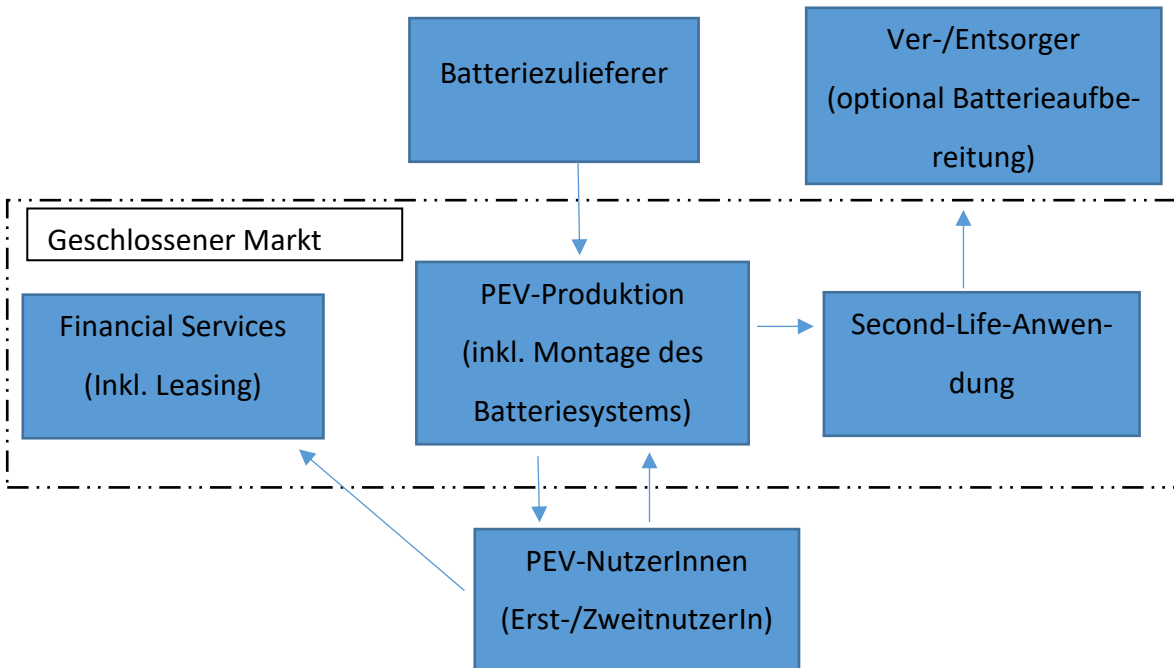 Batteriezulieferer
Ver-/Entsorger
(optional Batterieaufbe-
reitung)
Geschlossener Markt
Financial Services
(Inkl. Leasing)
PEV-Produktion
(inkl. Montage des
Batteriesystems)
Second-Life-Anwen-
dung
PEV-NutzerInnen
(Erst-/ZweitnutzerIn)